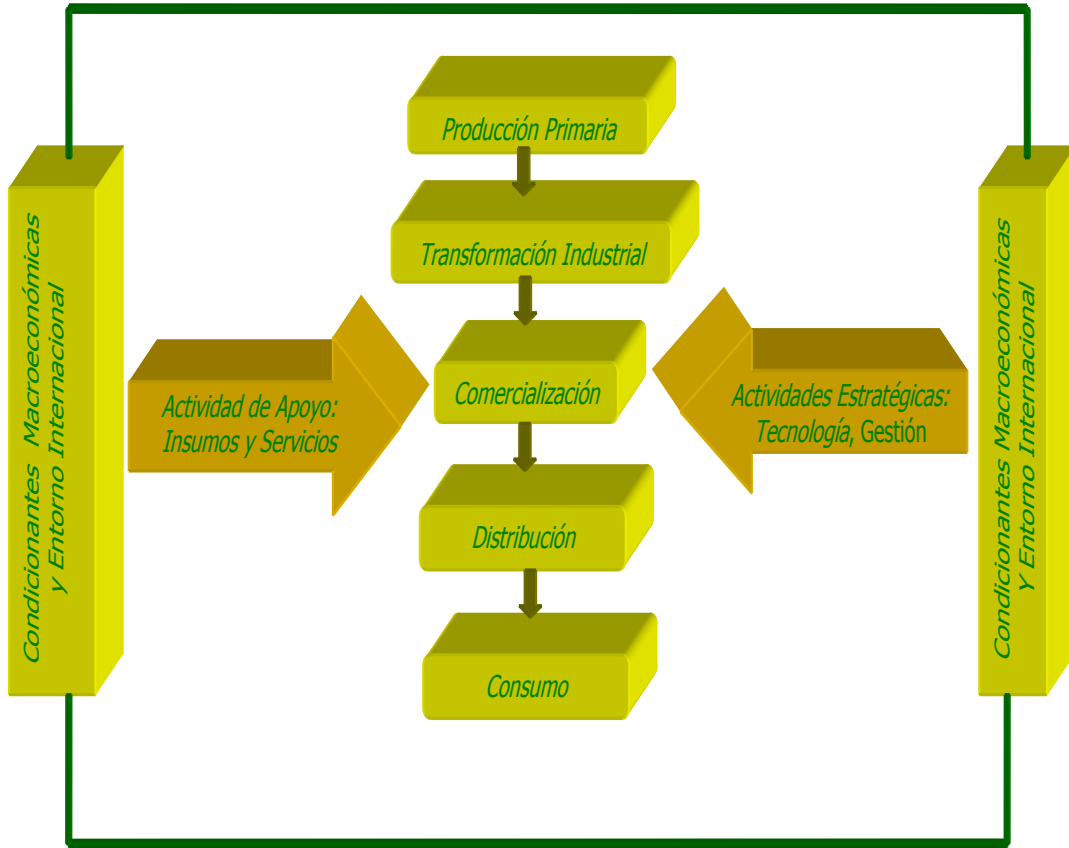 Producción Primaria
Transformación Industrial
Comercialización
Distribución
Consumo
Condicionantes Macroeconómicas
y Entorno Internacional
Actividad de Apoyo:
Insumos y Servicios
Actividades Estratégicas:
Tecnología, Gestión
Condicionantes Macroeconómicas
Y Entorno Internacional